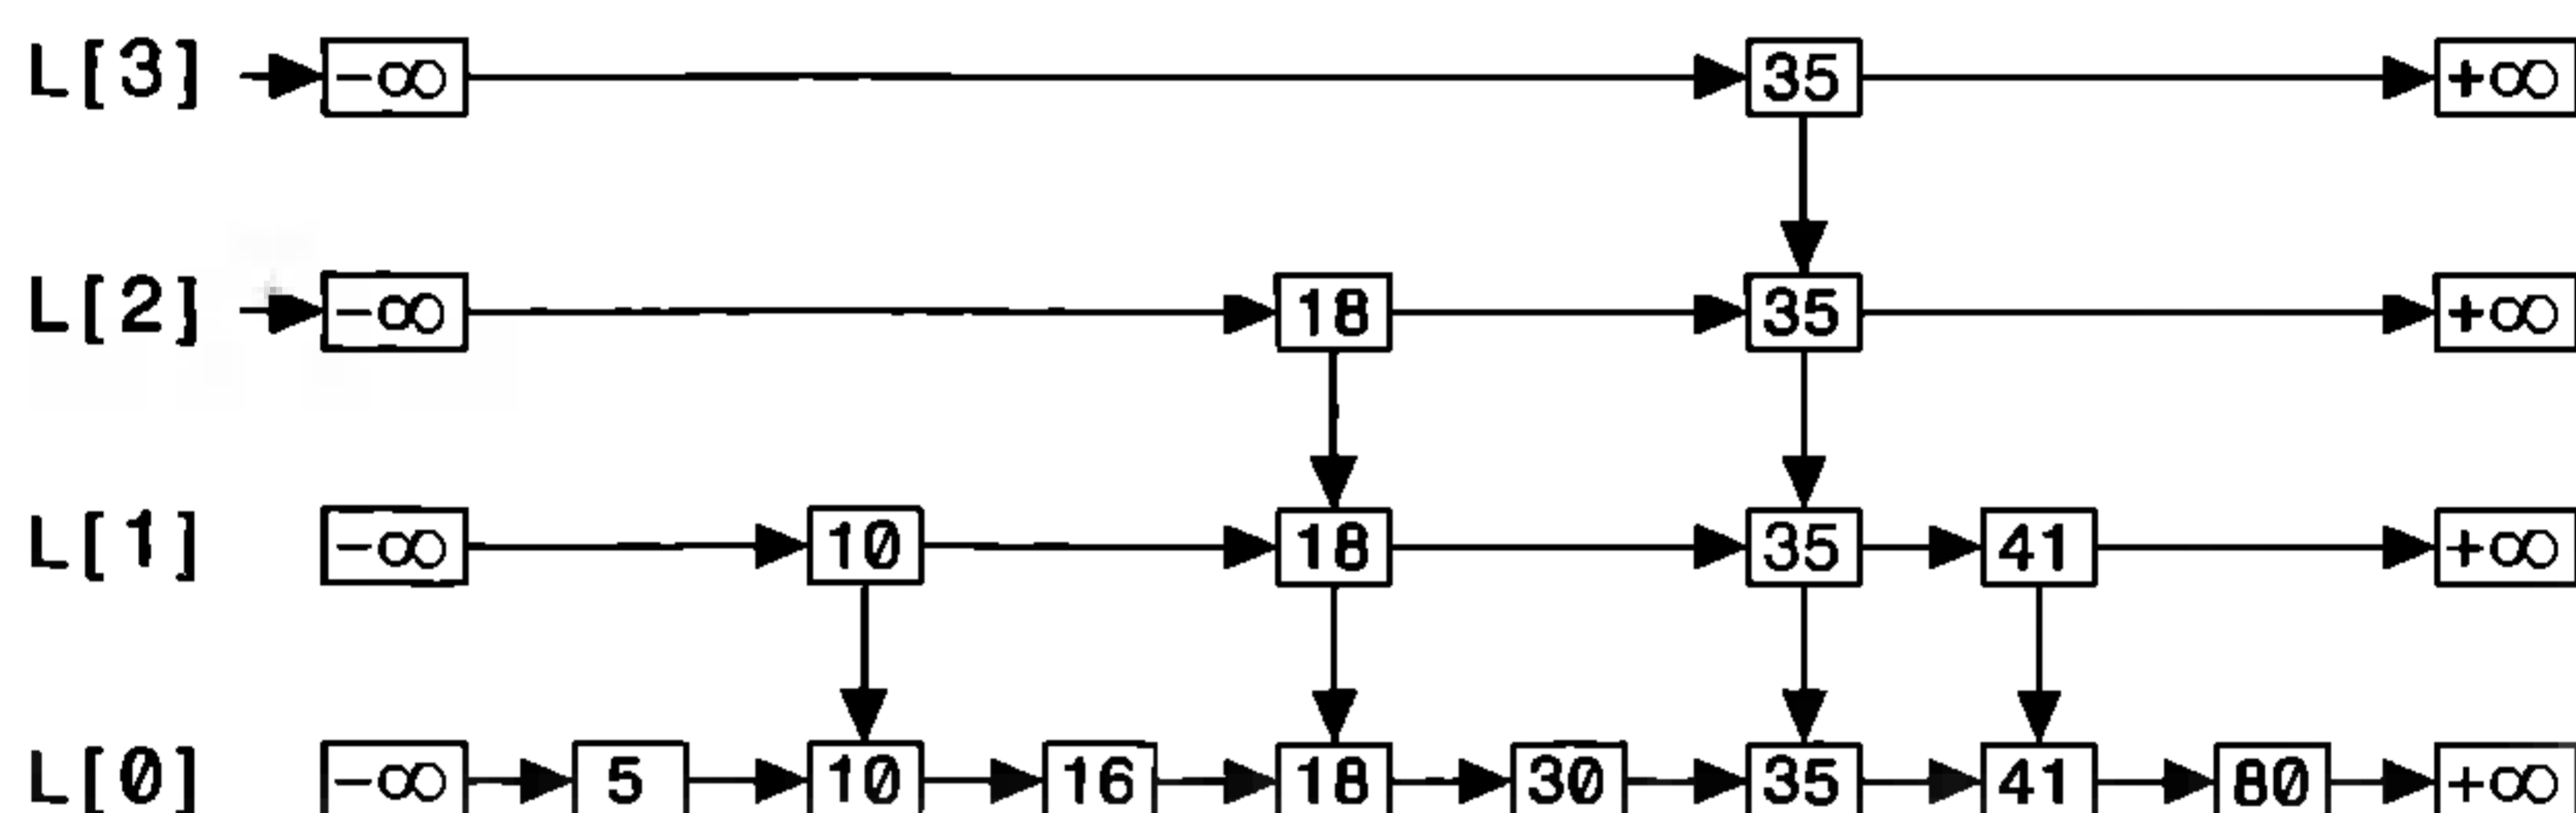 L[3] -∞ 35 +∞
L[2] -∞ 18 35 +∞
L[1] -∞ 10 18 35 41 +∞
L[0] -∞ 5 10 16 18 30 35 41 80 +∞